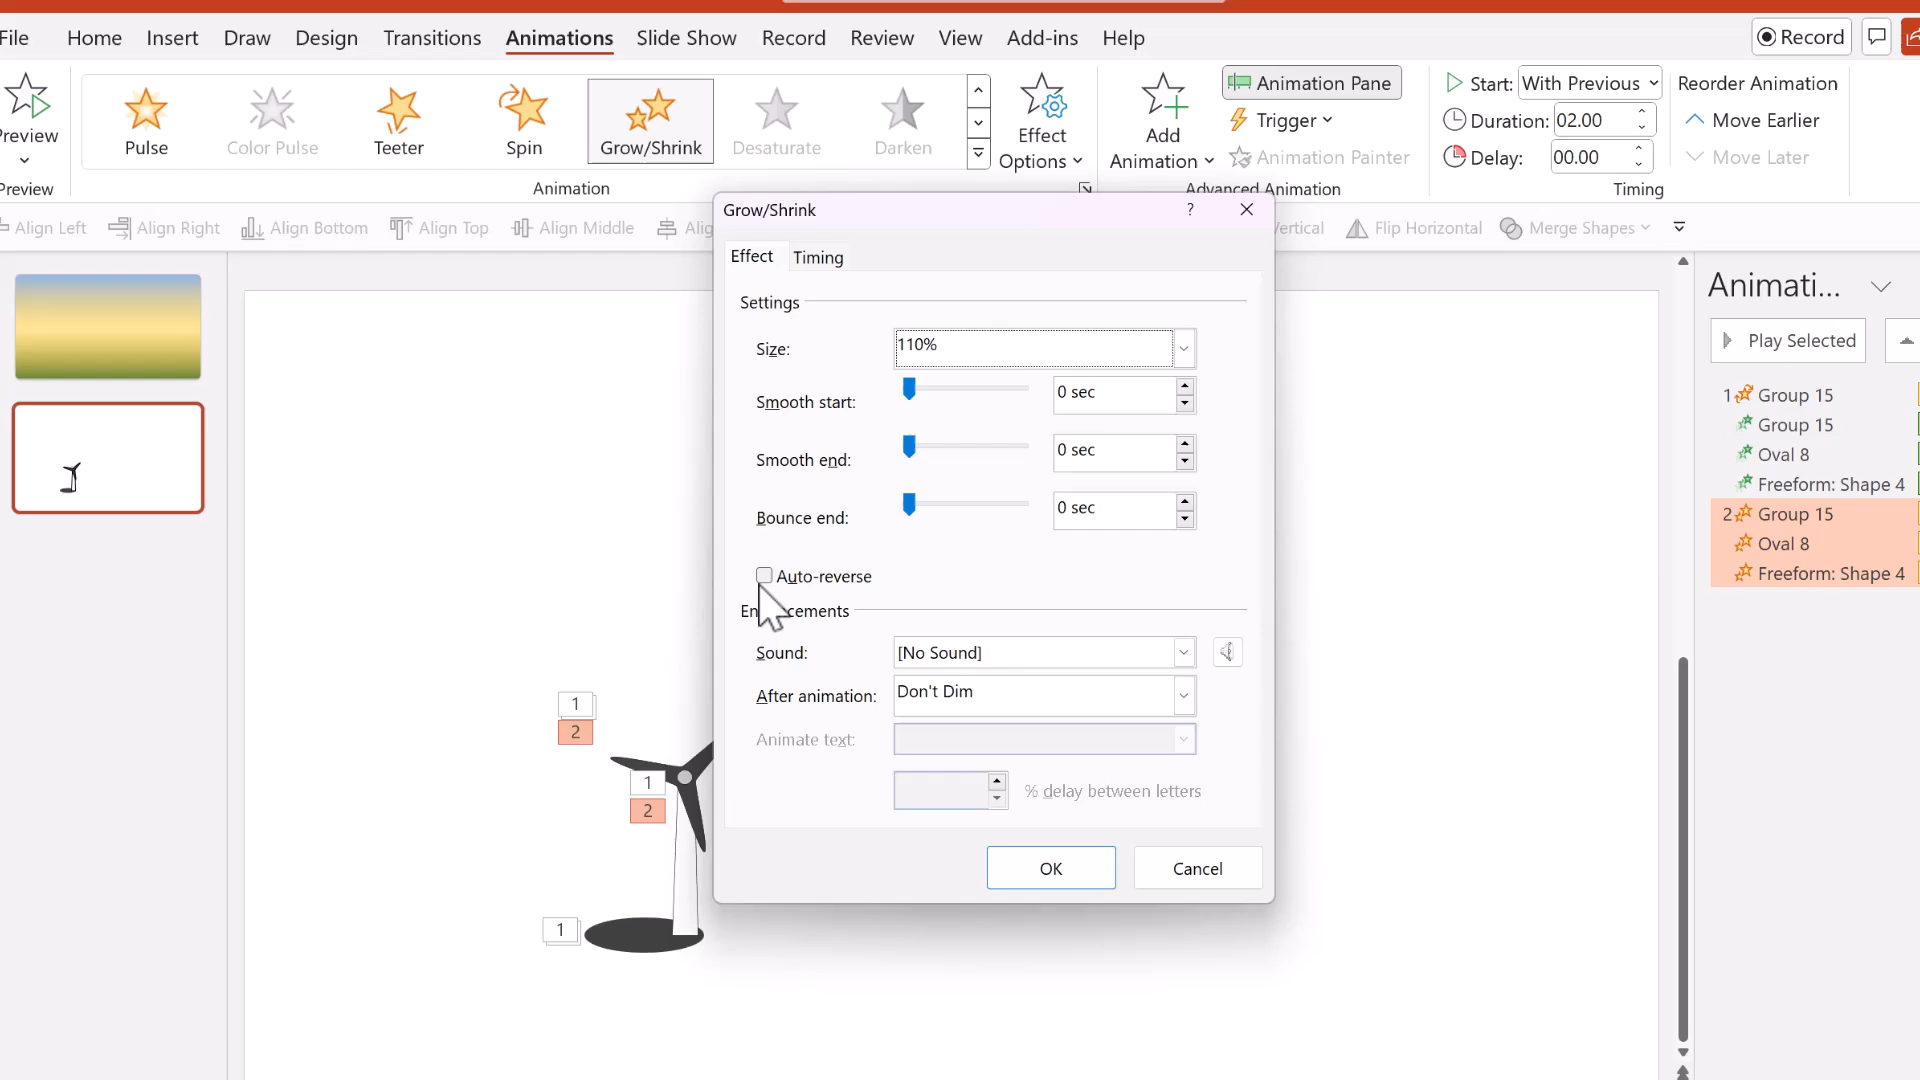 File Home Insert Draw Design Transitions Animations Slide Show Record Review View Add-ins Help Record
Preview
Preview
Pulse Color Pulse Teeter Spin Grow/Shrink Desaturate Darken
Animation
Effect
Options
Add
Animation
Animation Pane
Trigger
Animation Painter
Advanced Animation
Start: With Previous
Duration: 02.00
Delay: 00.00
Timing
Reorder Animation
Move Earlier
Move Later
Align Left Align Right Align Bottom Align Top Align Middle Merge Shapes Flip Horizontal
Grow/Shrink ?
Effect Timing
Settings
Size: 110%
Smooth start: 0 sec
Smooth end: 0 sec
Bounce end: 0 sec
Auto-reverse
Sound: [No Sound]
After animation: Don't Dim
Animate text:
% delay between letters
OK Cancel
1
2
1
2
1
Animati...
Play Selected
1 Group 15
Group 15
Oval 8
Freeform: Shape 4
2 Group 15
Oval 8
Freeform: Shape 4